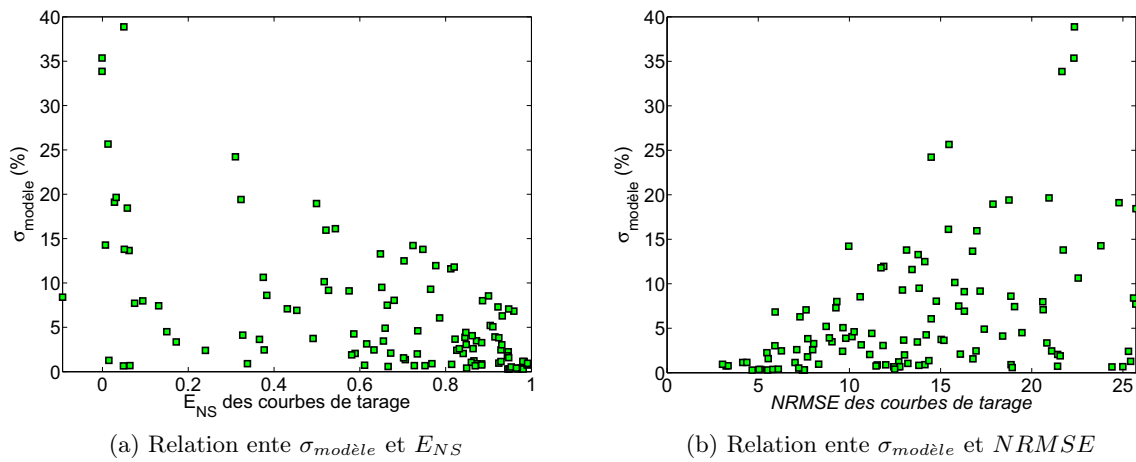 40
35
30
25
20
15
10
5
0
σmodèle (%)
0 0.2 0.4 0.6 0.8 1
E_NS des courbes de tarage
(a) Relation ente σmodèle et E_NS
40
35
30
25
20
15
10
5
0
σmodèle (%)
0 5 10 15 20 25
NRMSE des courbes de tarage
(b) Relation ente σmodèle et NRMSE